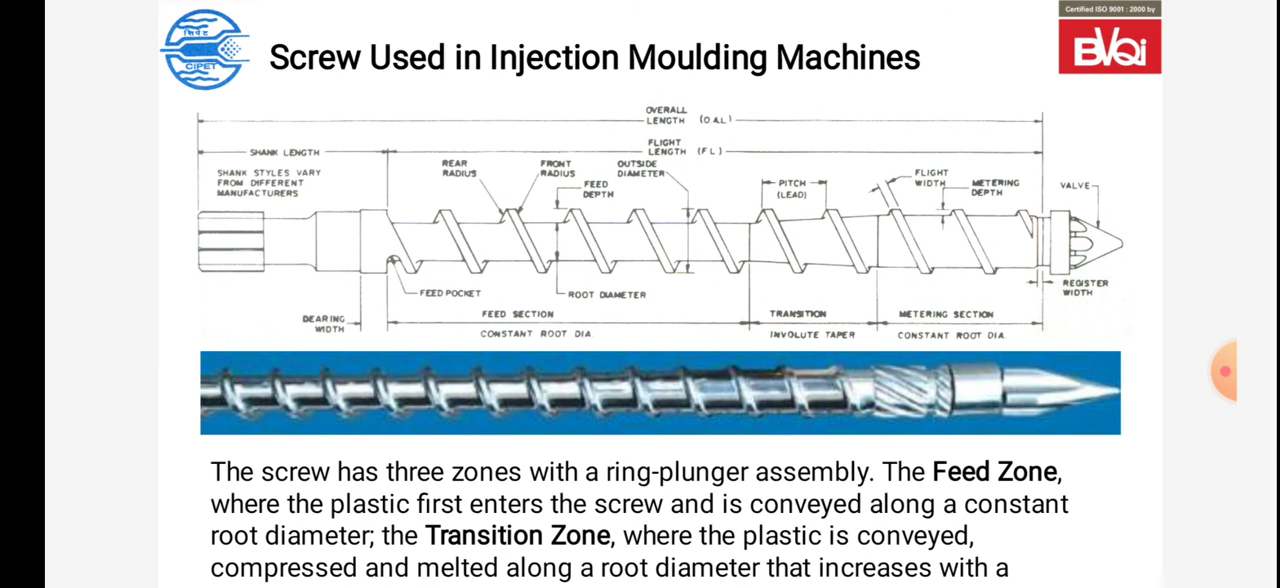 Certified ISO 9001 : 2000 by
BVQi
सिपेट
CIPET
Screw Used in Injection Moulding Machines
OVERALL
LENGTH (O.A.L)
FLIGHT
LENGTH (F L)
SHANK LENGTH
SHANK STYLES VARY
FROM DIFFERENT
MANUFACTURERS
REAR
RADIUS
FRONT
RADIUS
OUTSIDE
DIAMETER
FEED
DEPTH
PITCH
(LEAD)
FLIGHT
WIDTH
METERING
DEPTH
VALVE
FEED POCKET
ROOT DIAMETER
REGISTER
WIDTH
BEARING
WIDTH
FEED SECTION
CONSTANT ROOT DIA.
TRANSITION
INVOLUTE TAPER
METERING SECTION
CONSTANT ROOT DIA.
The screw has three zones with a ring-plunger assembly. The Feed Zone,
where the plastic first enters the screw and is conveyed along a constant
root diameter; the Transition Zone, where the plastic is conveyed,
compressed and melted along a root diameter that increases with a